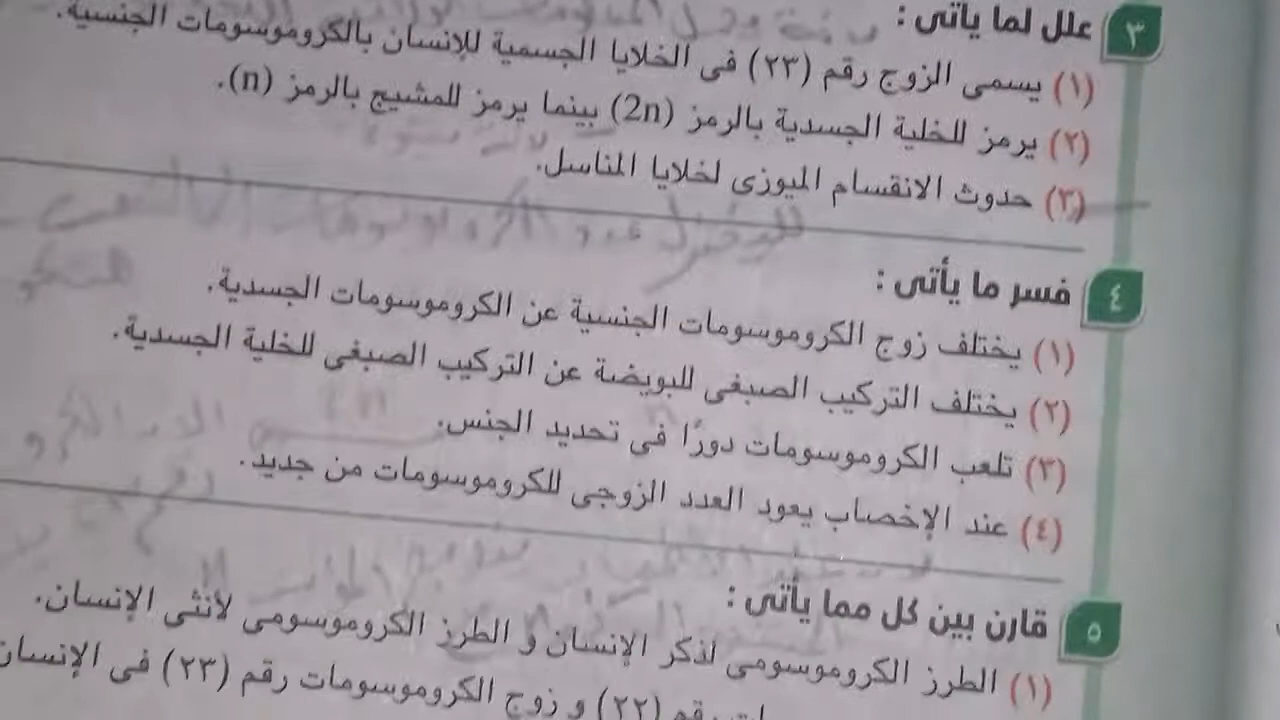 ٣ علل لما يأتى :
(١) يسمى الزوج رقم (٢٣) فى الخلايا الجسمية للإنسان بالكروموسومات الجنسية.
(٢) يرمز للخلية الجسدية بالرمز (2n) بينما يرمز للمشيج بالرمز (n).
(٣) حدوث الانقسام الميوزى لخلايا المناسل.
٤ فسر ما يأتى :
(١) يختلف زوج الكروموسومات الجنسية عن الكروموسومات الجسدية.
(٢) يختلف التركيب الصبغى للبويضة عن التركيب الصبغى للخلية الجسدية.
(٣) تلعب الكروموسومات دورًا فى تحديد الجنس.
(٤) عند الإخصاب يعود العدد الزوجى للكروموسومات من جديد.
٥ قارن بين كل مما يأتى :
(١) الطرز الكروموسومى لذكر الإنسان و الطرز الكروموسومى لأنثى الإنسان.
رقم (٢٢) و زوج الكروموسومات رقم (٢٣) فى الإنسان